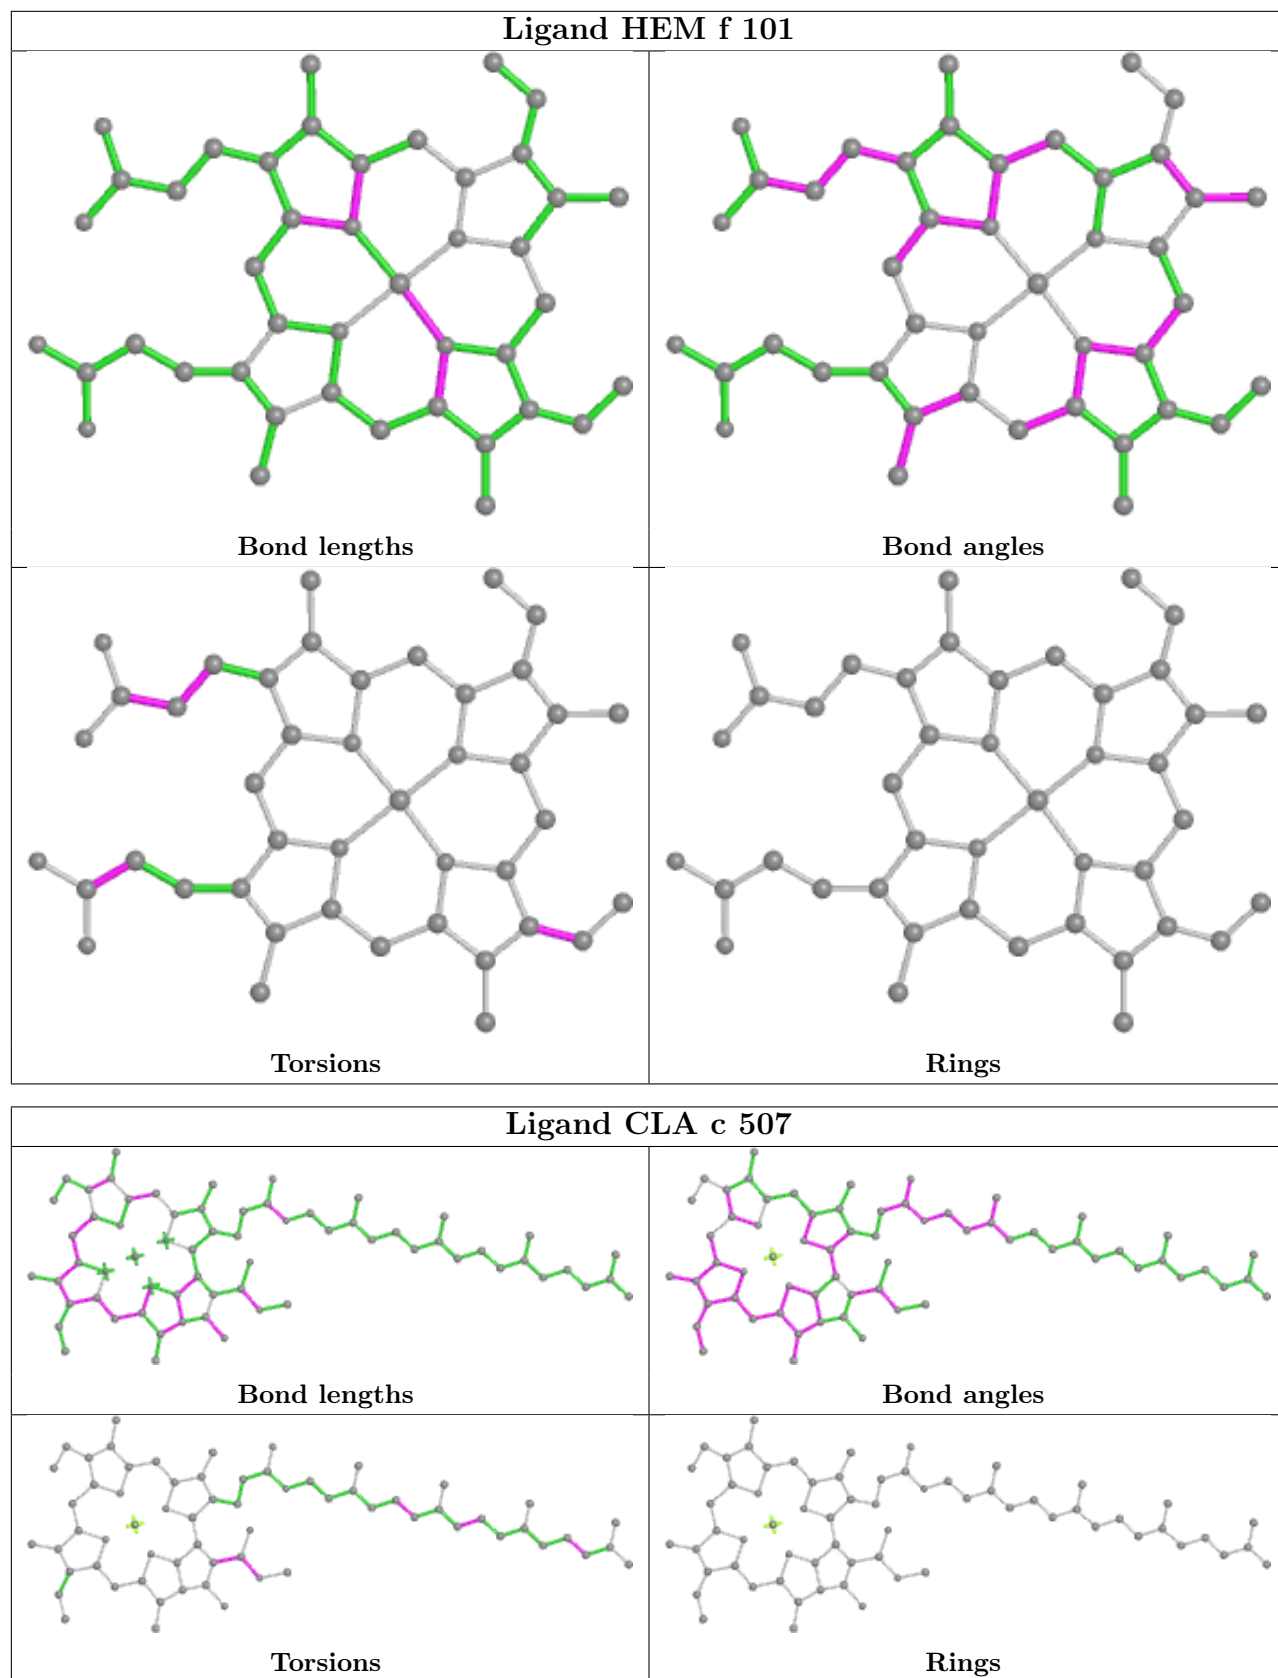 Ligand HEM f 101
Bond lengths
Bond angles
Torsions
Rings
Ligand CLA c 507
Bond lengths
Bond angles
Torsions
Rings